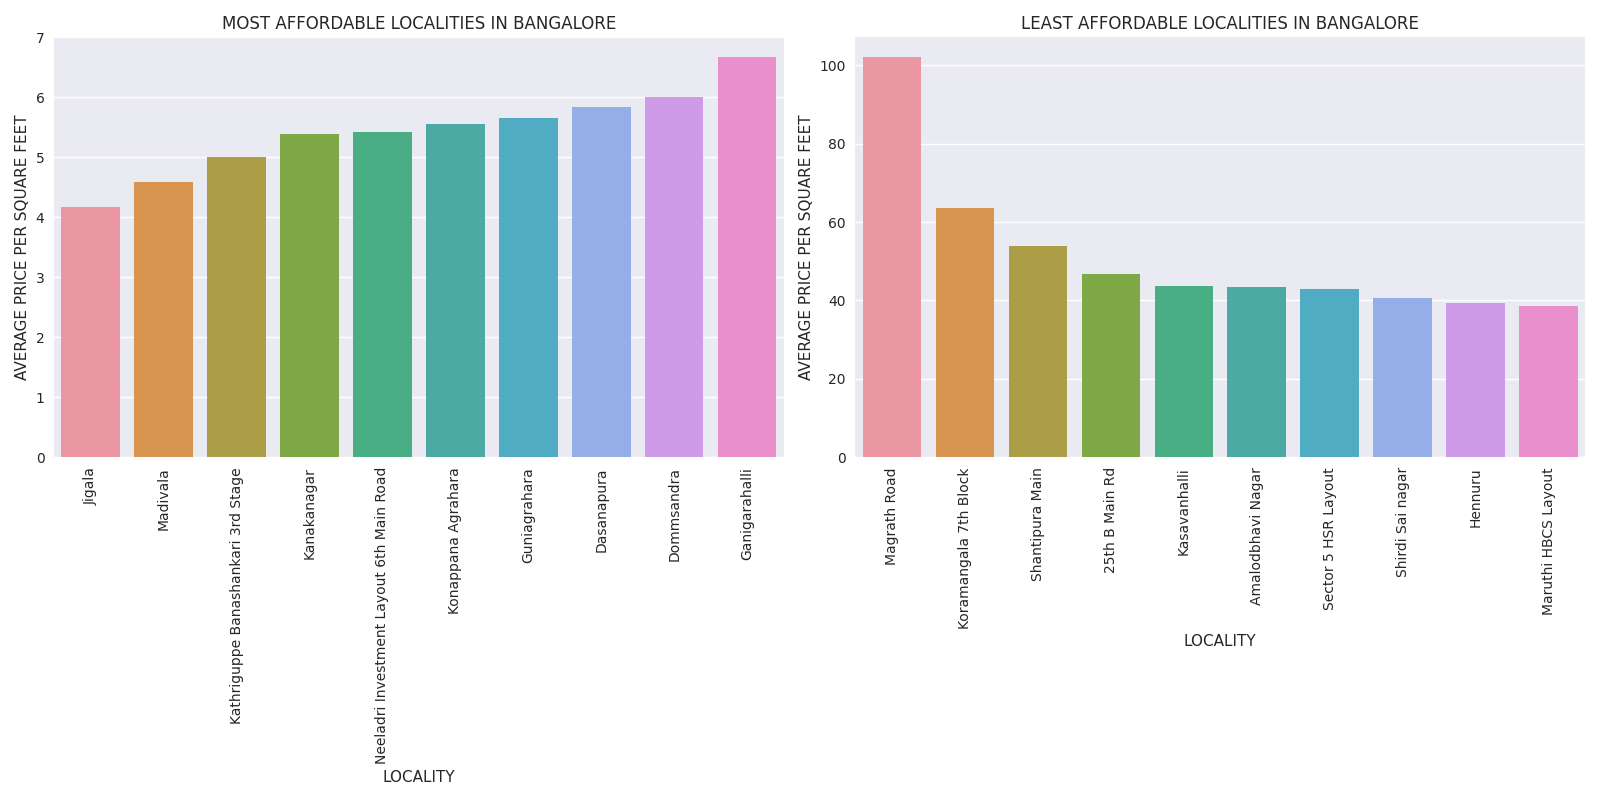 MOST AFFORDABLE LOCALITIES IN BANGALORE
AVERAGE PRICE PER SQUARE FEET
7
6
5
4
3
2
1
0
Jigala
Madivala
Kathriguppe Banashankari 3rd Stage
Kanakanagar
Neeladri Investment Layout 6th Main Road
Konappana Agrahara
Guniagrahara
Dasanapura
Dommsandra
Ganigarahalli
LOCALITY
LEAST AFFORDABLE LOCALITIES IN BANGALORE
AVERAGE PRICE PER SQUARE FEET
100
80
60
40
20
0
Magrath Road
Koramangala 7th Block
Shantipura Main
25th B Main Rd
Kasavanhalli
Amalodbhavi Nagar
Sector 5 HSR Layout
Shirdi Sai nagar
Hennuru
Maruthi HBCS Layout
LOCALITY